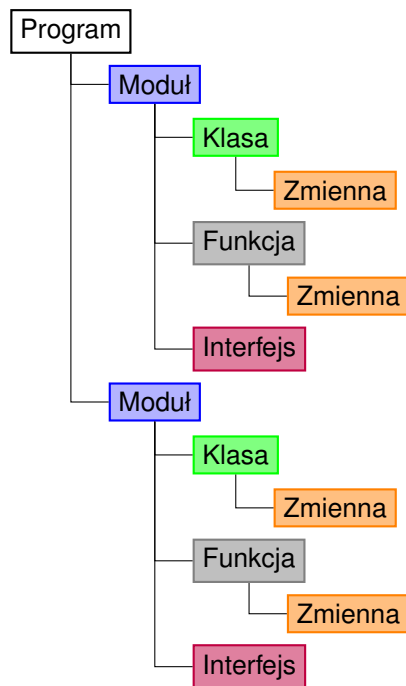 Program
Moduł
Klasa
Zmienna
Funkcja
Zmienna
Interfejs
Moduł
Klasa
Zmienna
Funkcja
Zmienna
Interfejs